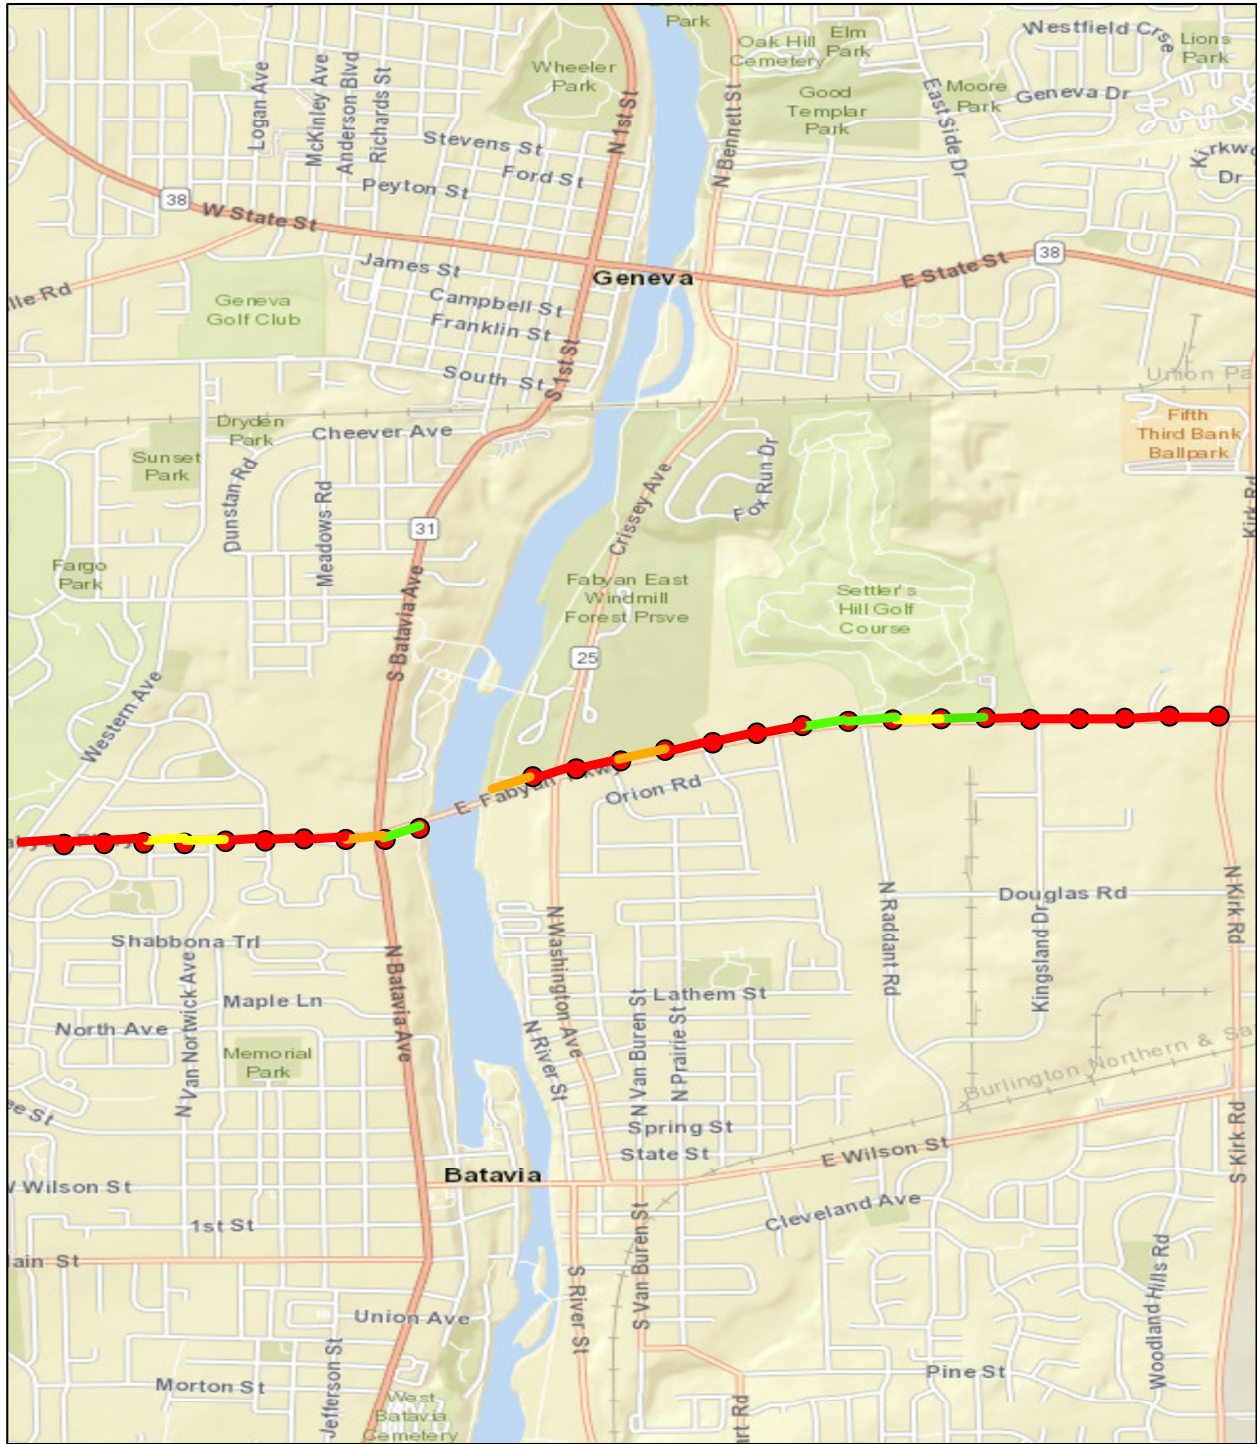 Park
Westfield Crse
Oak Hill
Cemetery
Elm
Park
Lions
Park
Wheeler
Park
Logan Ave
McKinley Ave
Anderson Blvd
Richards St
N 1st St
N Bennett St
Good
Templar
Park
East Side Dr
Moore
Park
Geneva Dr
Stevens St
Ford St
Peyton St
Dr
38
W State St
James St
Geneva
E State St
38
lle Rd
Geneva
Golf Club
Campbell St
Franklin St
South St
S 1st St
Union Pa
Dryden
Park
Cheever Ave
Fifth
Third Bank
Ballpark
Sunset
Park
Dunstan Rd
Meadows Rd
31
Crissey Ave
Fox Run Dr
Kirk Rd
Fargo
Park
Fabyan East
Windmill
Forest Prsve
Settler's
Hill Golf
Course
S Batavia Ave
25
Western Ave
E Fabyan Pkwy
Orion Rd
Shabbona Trl
N Van Nortwick Ave
Maple Ln
North Ave
N Batavia Ave
Memorial
Park
N Washington Ave
N River St
Lathem St
N Van Buren St
N Prairie St
N Raddant Rd
Douglas Rd
Kingsland Dr
N Kirk Rd
Burlington Northern & Sa
ee St
Spring St
State St
E Wilson St
Batavia
W Wilson St
1st St
Cleveland Ave
S Kirk Rd
ain St
S River St
S Van Buren St
Woodland Hills Rd
Union Ave
Jefferson St
Morton St
West
Batavia
Cemetery
Pine St
art Rd